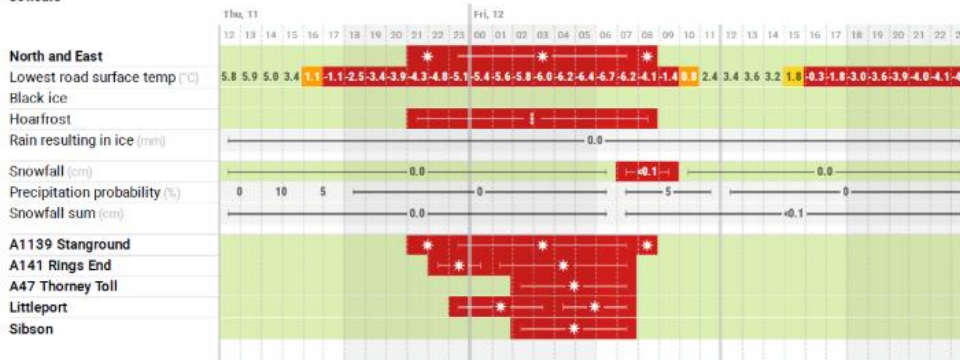 Thu, 11 Fri, 12
12 13 14 15 16 17 18 19 20 21 22 23 00 01 02 03 04 05 06 07 08 09 10 11 12 13 14 15 16 17 18 19 20 21 22
North and East
Lowest road surface temp (°C) 5.8 5.9 5.0 3.4 1.1 -1.1 -2.5 -3.4 -3.9 -4.3 -4.8 -5.1 -5.4 -5.6 -5.8 -6.0 -6.2 -6.4 -6.7 -6.2 -4.1 -1.4 0.8 2.4 3.4 3.6 3.2 1.8 -0.3 -1.8 -3.0 -3.6 -3.9 -4.0 -4.1
Black ice
Hoarfrost
Rain resulting in ice (mm) 0.0
Snowfall (cm) 0.0 <0.1 0.0
Precipitation probability (%) 0 10 5 0 5 0
Snowfall sum (cm) 0.0 <0.1
A1139 Stanground
A141 Rings End
A47 Thorney Toll
Littleport
Sibson